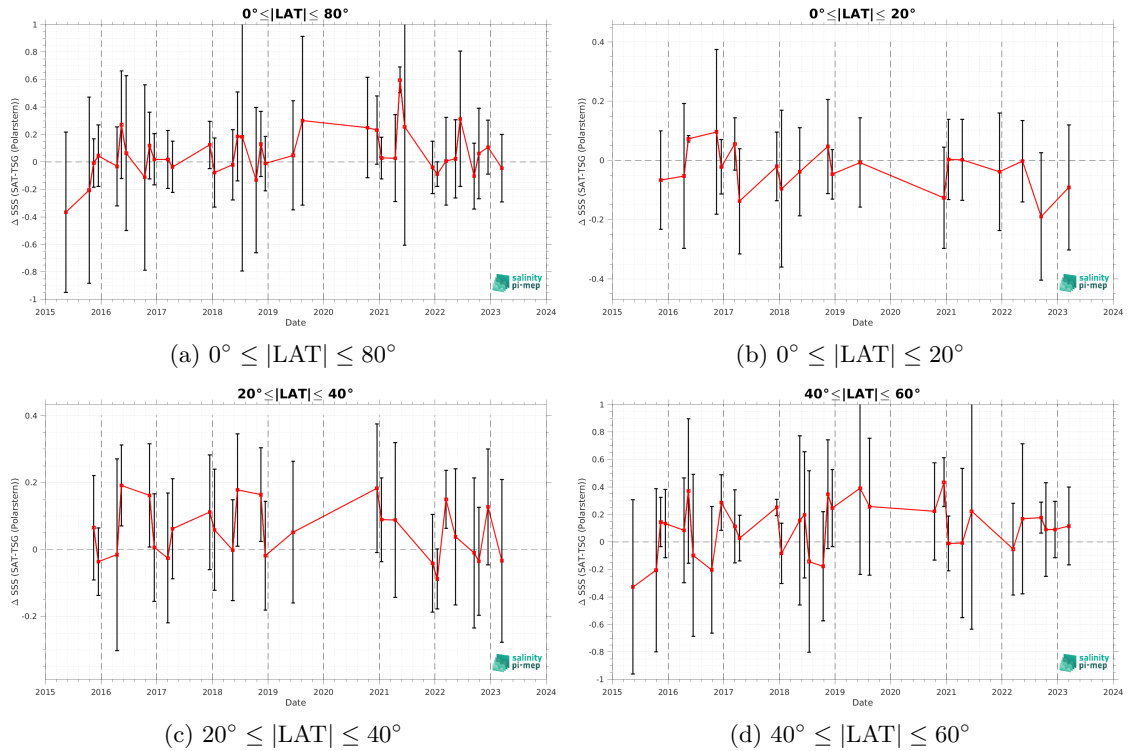 0°≤|LAT|≤ 80°
Δ SSS (SAT-TSG (Polarstern))
1
0.8
0.6
0.4
0.2
0
-0.2
-0.4
-0.6
-0.8
-1
2015 2016 2017 2018 2019 2020 2021 2022 2023 2024
Date
salinity
pi-mep
(a) 0° ≤ |LAT| ≤ 80°
0°≤|LAT|≤ 20°
Δ SSS (SAT-TSG (Polarstern))
0.4
0.2
0
-0.2
-0.4
2015 2016 2017 2018 2019 2020 2021 2022 2023 2024
Date
salinity
pi-mep
(b) 0° ≤ |LAT| ≤ 20°
20°≤|LAT|≤ 40°
Δ SSS (SAT-TSG (Polarstern))
0.4
0.2
0
-0.2
2015 2016 2017 2018 2019 2020 2021 2022 2023 2024
Date
salinity
pi-mep
(c) 20° ≤ |LAT| ≤ 40°
40°≤|LAT|≤ 60°
Δ SSS (SAT-TSG (Polarstern))
1
0.8
0.6
0.4
0.2
0
-0.2
-0.4
-0.6
-0.8
-1
2015 2016 2017 2018 2019 2020 2021 2022 2023 2024
Date
salinity
pi-mep
(d) 40° ≤ |LAT| ≤ 60°